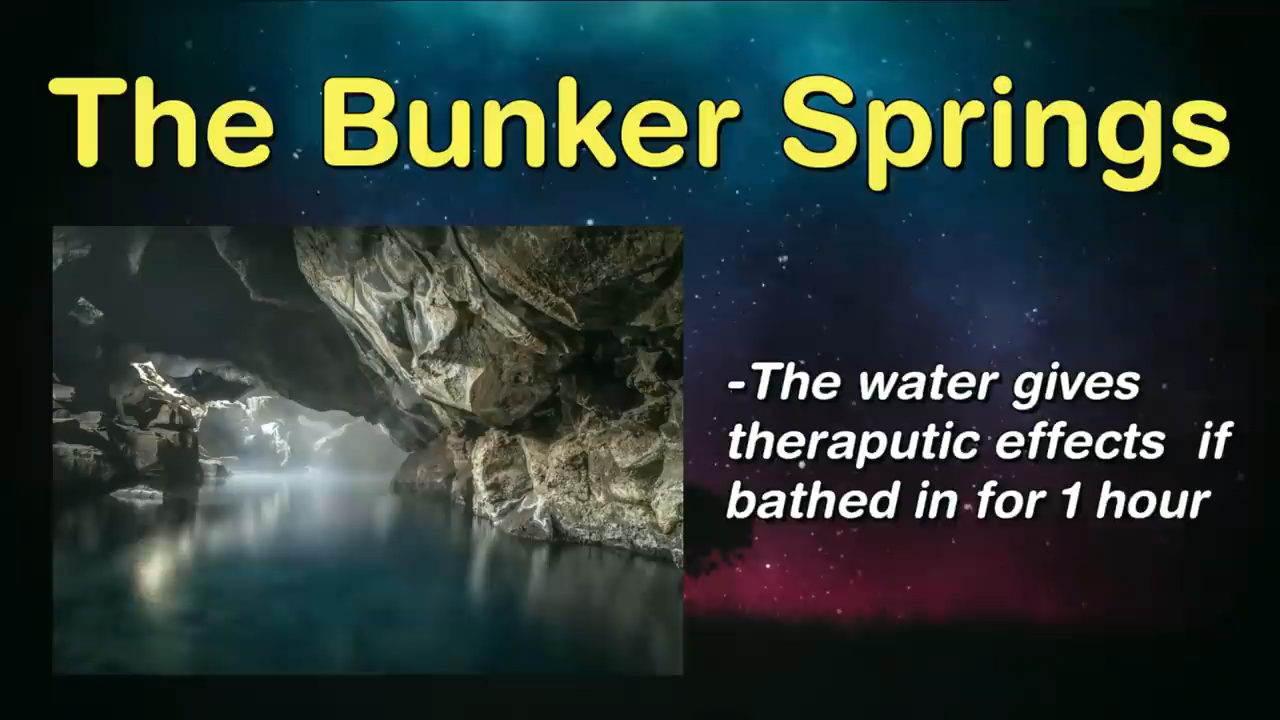 The Bunker Springs
-The water gives
theraputic effects  if
bathed in for 1 hour